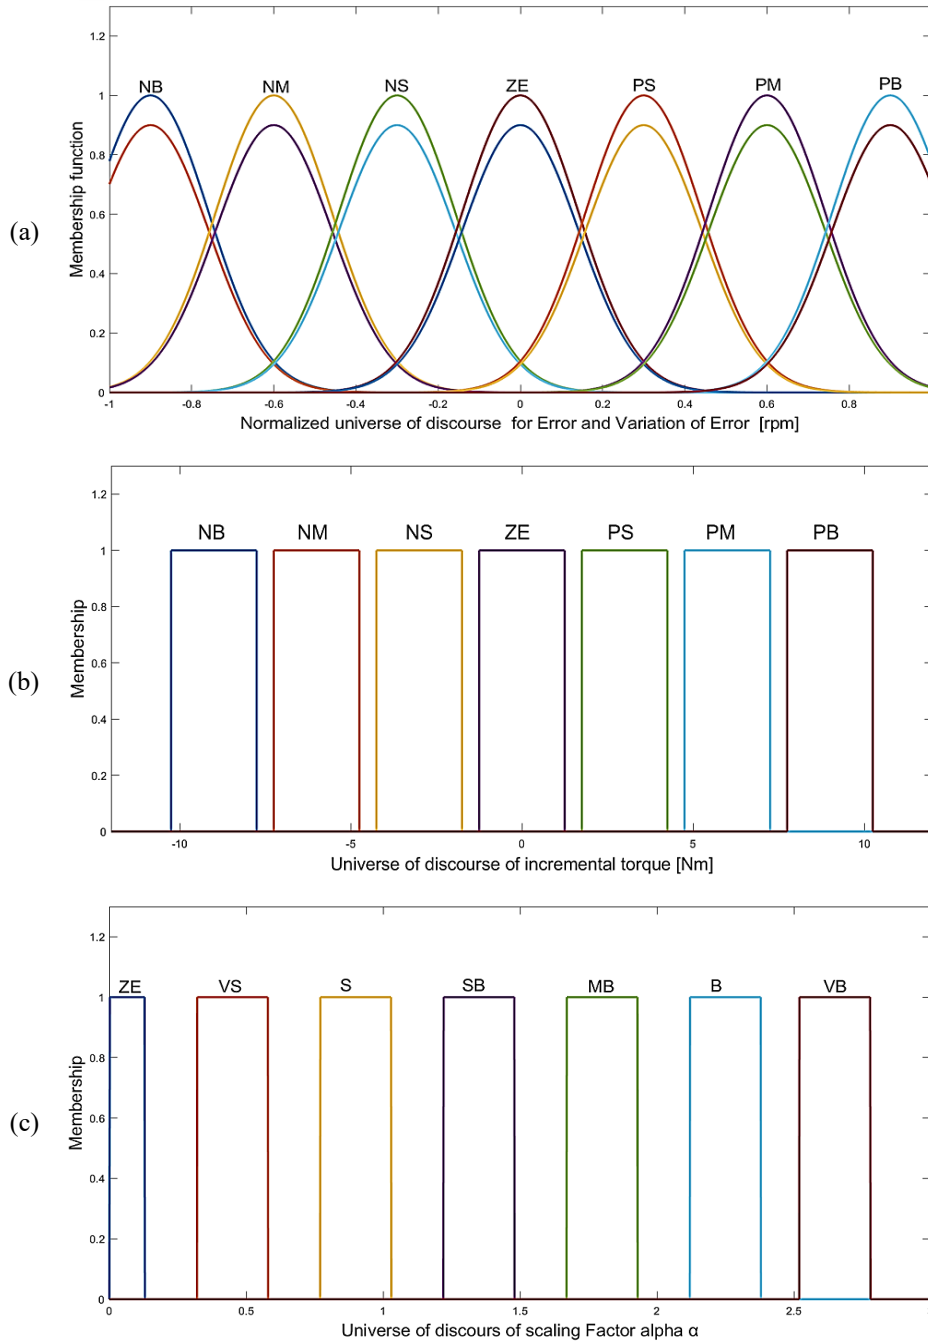 (a)
Membership function
1.2
1
0.8
0.6
0.4
0.2
0
NB NM NS ZE PS PM PB
-1 -0.8 -0.6 -0.4 -0.2 0 0.2 0.4 0.6 0.8
Normalized universe of discourse for Error and Variation of Error [rpm]
(b)
Membership
1.2
1
0.8
0.6
0.4
0.2
0
NB NM NS ZE PS PM PB
-10 -5 0 5 10
Universe of discourse of incremental torque [Nm]
(c)
Membership
1.2
1
0.8
0.6
0.4
0.2
0
ZE VS S SB MB B VB
0 0.5 1 1.5 2 2.5
Universe of discours of scaling Factor alpha α